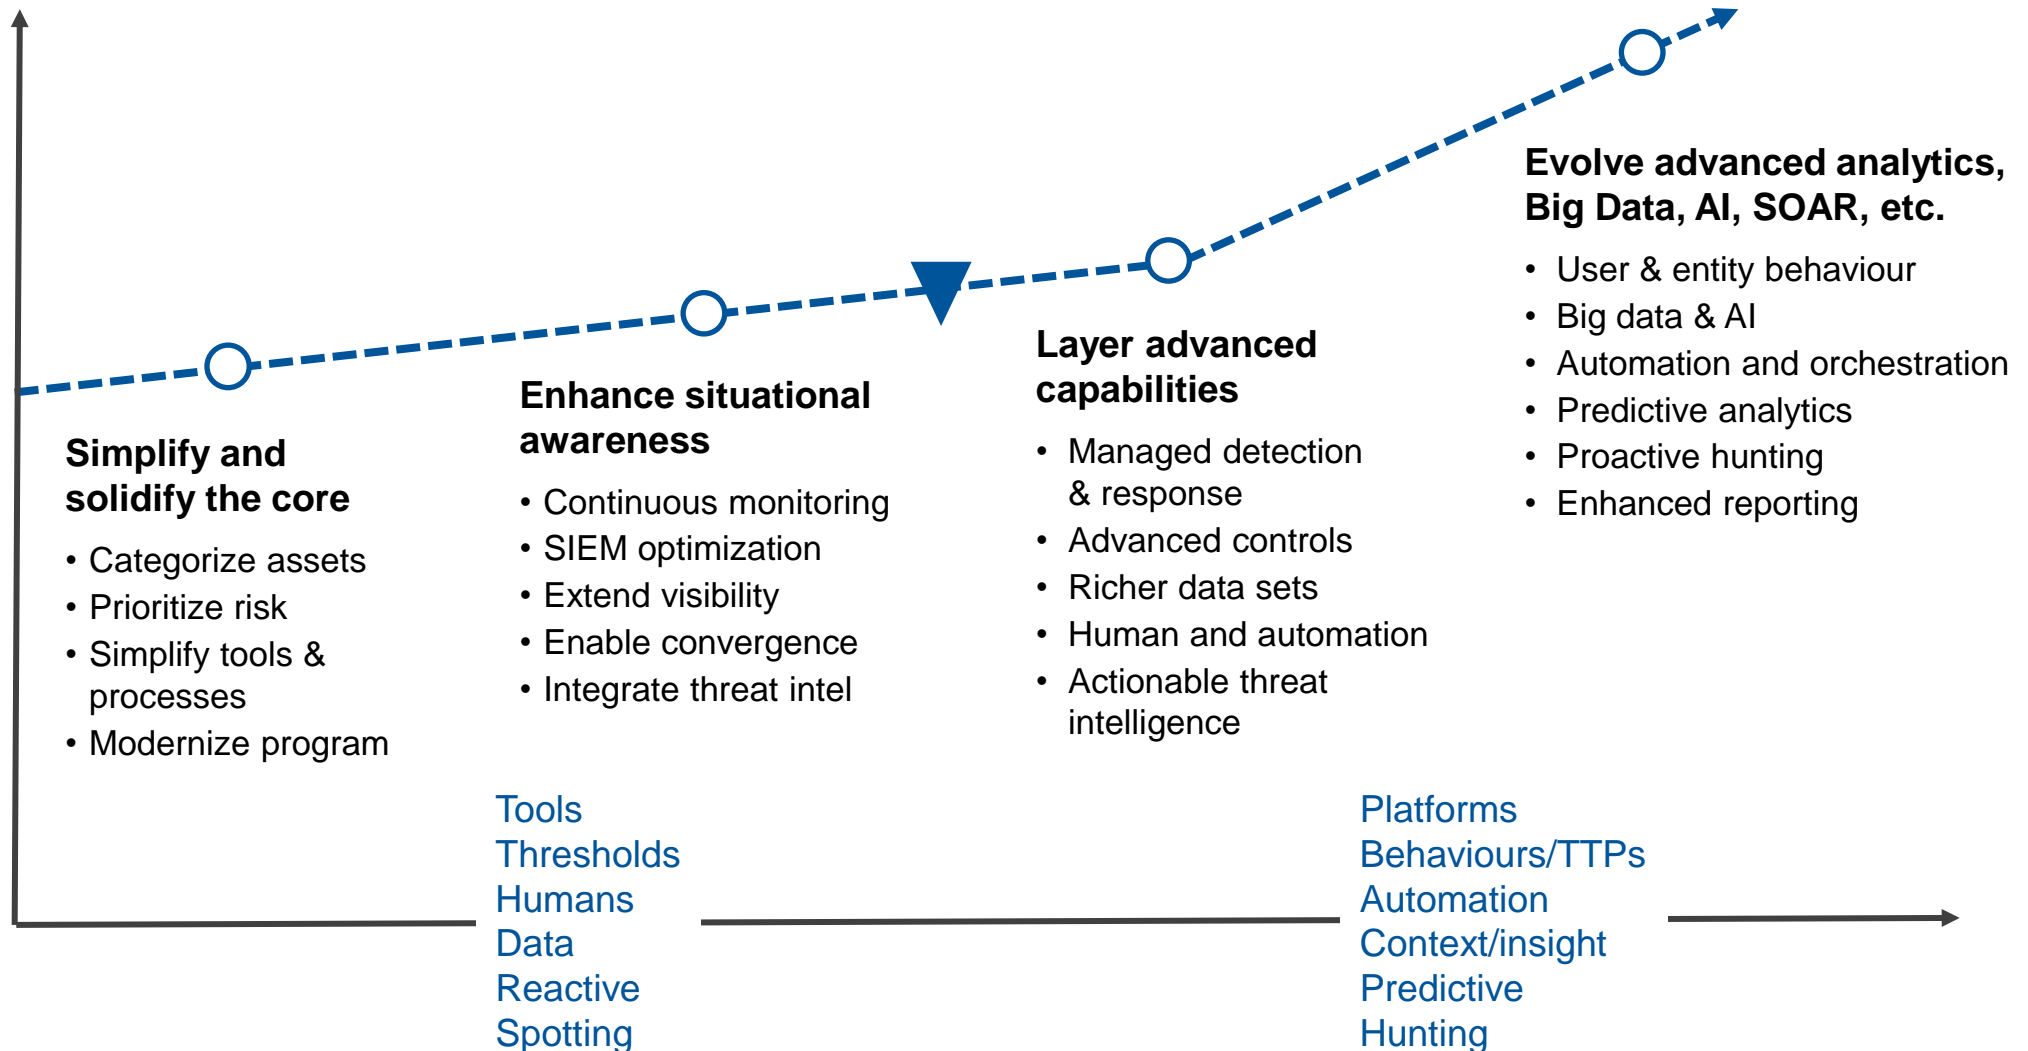 Simplify and
solidify the core
• Categorize assets
• Prioritize risk
• Simplify tools &
processes
• Modernize program
Enhance situational
awareness
• Continuous monitoring
• SIEM optimization
• Extend visibility
• Enable convergence
• Integrate threat intel
Layer advanced
capabilities
• Managed detection
& response
• Advanced controls
• Richer data sets
• Human and automation
• Actionable threat
intelligence
Evolve advanced analytics,
Big Data, AI, SOAR, etc.
• User & entity behaviour
• Big data & AI
• Automation and orchestration
• Predictive analytics
• Proactive hunting
• Enhanced reporting
Tools
Thresholds
Humans
Data
Reactive
Spotting
Platforms
Behaviours/TTPs
Automation
Context/insight
Predictive
Hunting